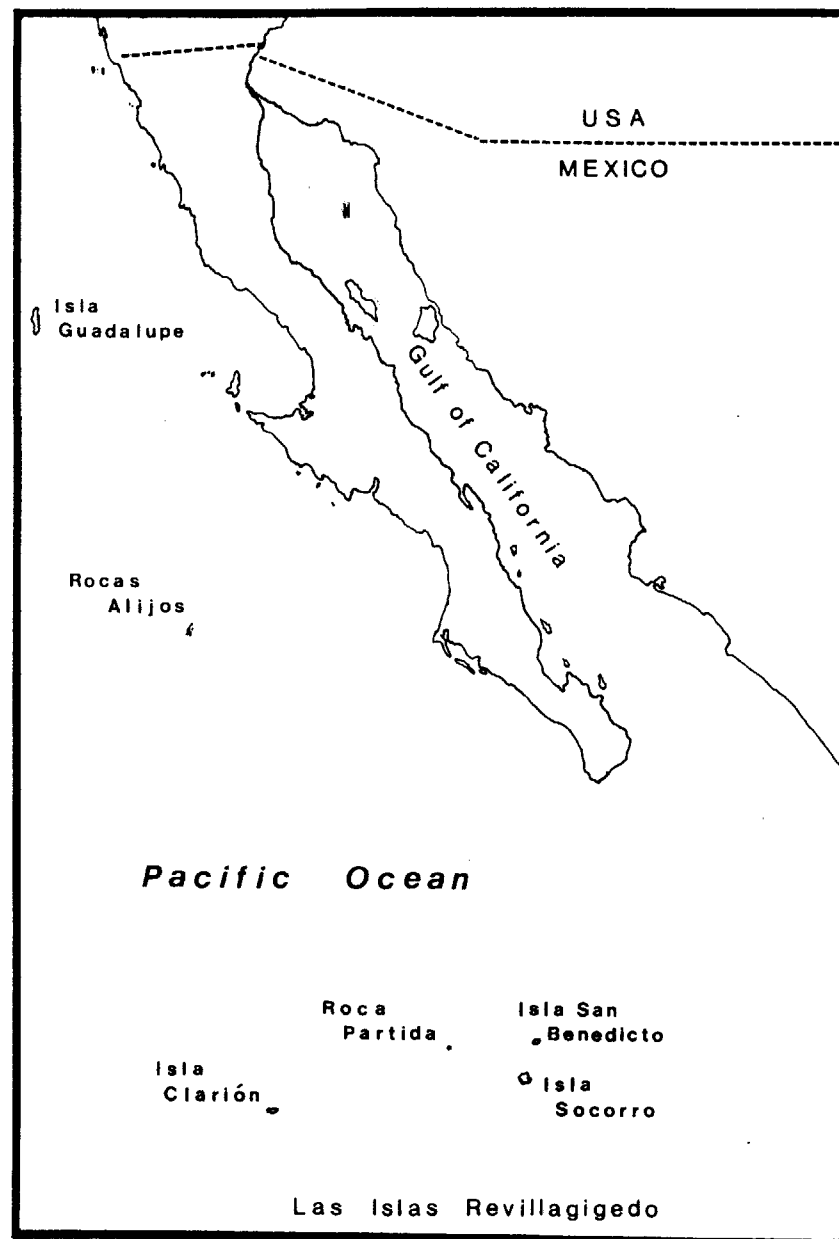 USA
MEXICO
Isla
Guadalupe
Gulf of California
Rocas
Alijos
Pacific Ocean
Roca
Partida
Isla San
Benedicto
Isla
Clarión
Isla
Socorro
Las Islas Revillagigedo